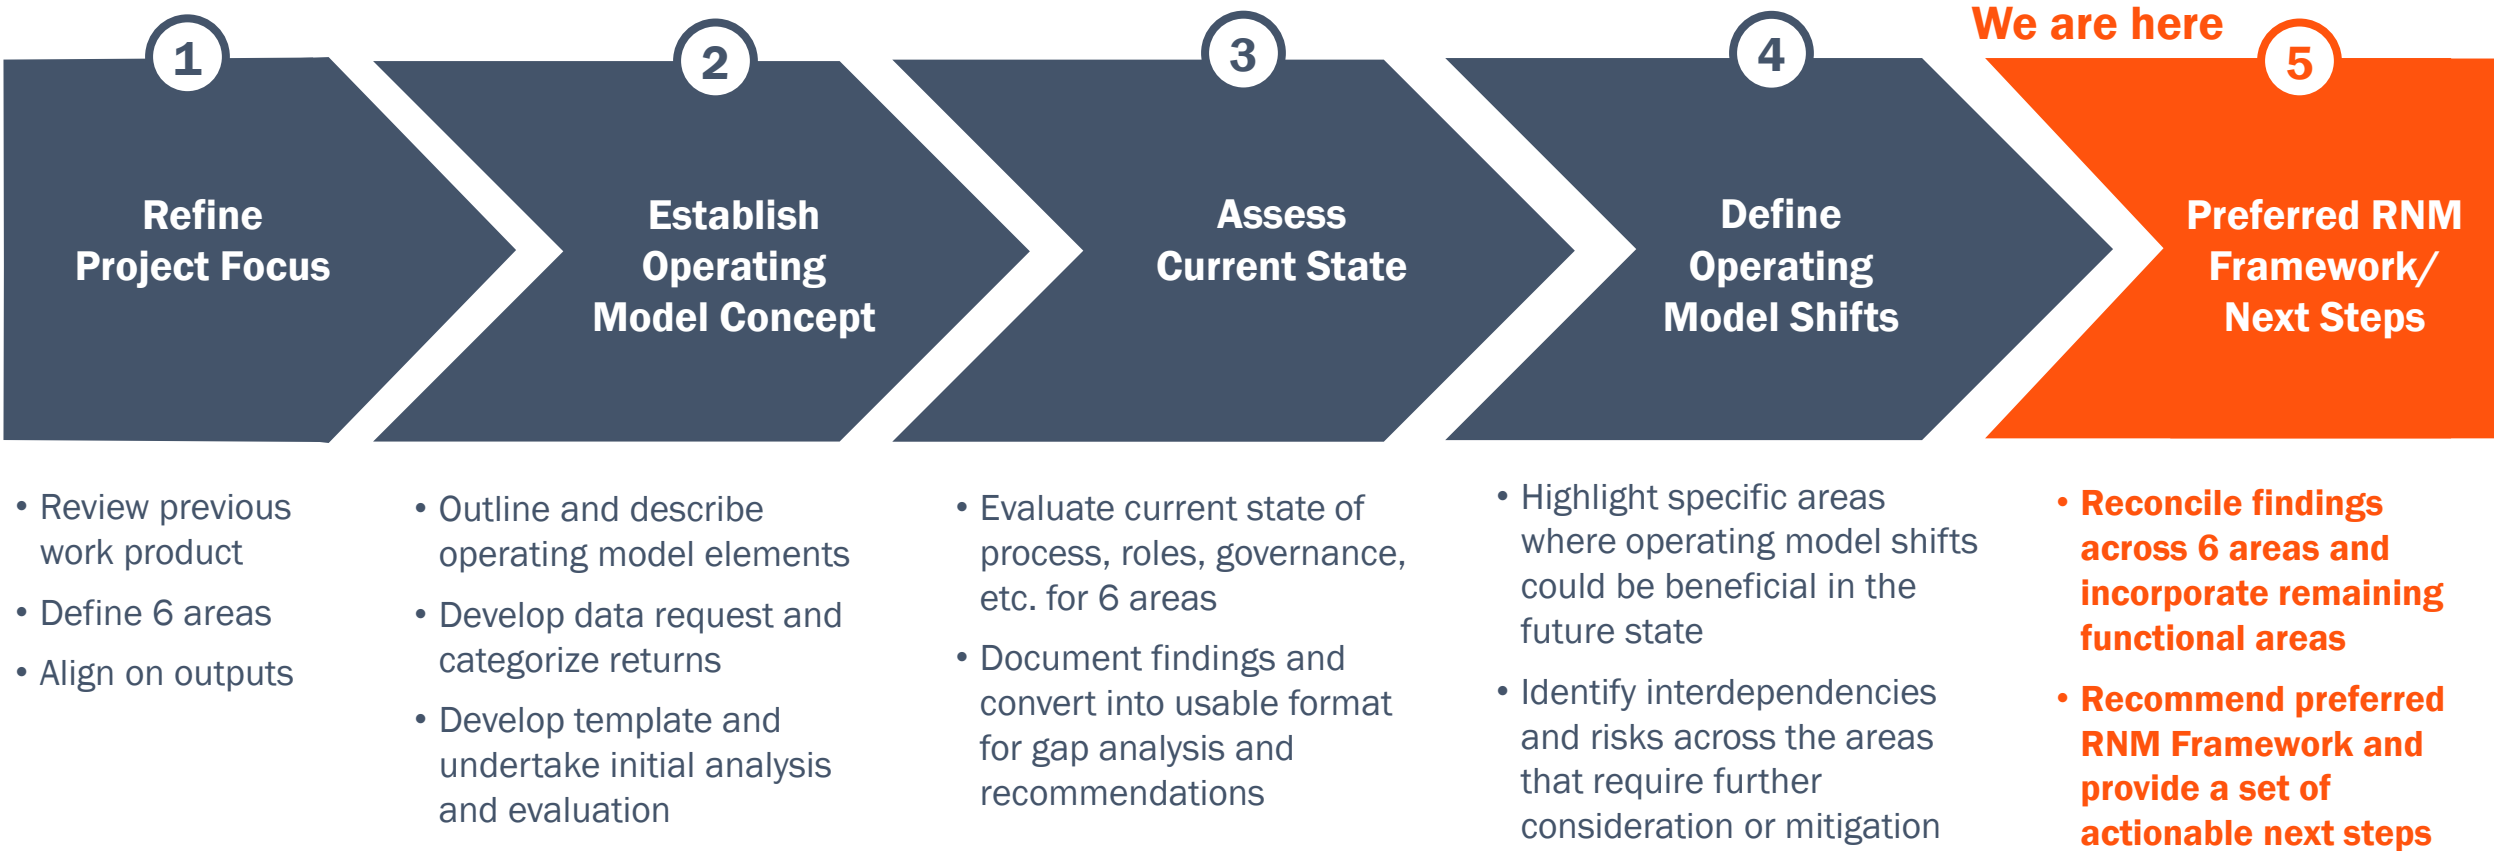 We are here
1
2
3
4
5
Refine
Project Focus
Establish
Operating
Model Concept
Assess
Current State
Define
Operating
Model Shifts
Preferred RNM
Framework/
Next Steps
• Review previous
work product
• Define 6 areas
• Align on outputs
• Outline and describe
operating model elements
• Develop data request and
categorize returns
• Develop template and
undertake initial analysis
and evaluation
• Evaluate current state of
process, roles, governance,
etc. for 6 areas
• Document findings and
convert into usable format
for gap analysis and
recommendations
• Highlight specific areas
where operating model shifts
could be beneficial in the
future state
• Identify interdependencies
and risks across the areas
that require further
consideration or mitigation
• Reconcile findings
across 6 areas and
incorporate remaining
functional areas
• Recommend preferred
RNM Framework and
provide a set of
actionable next steps